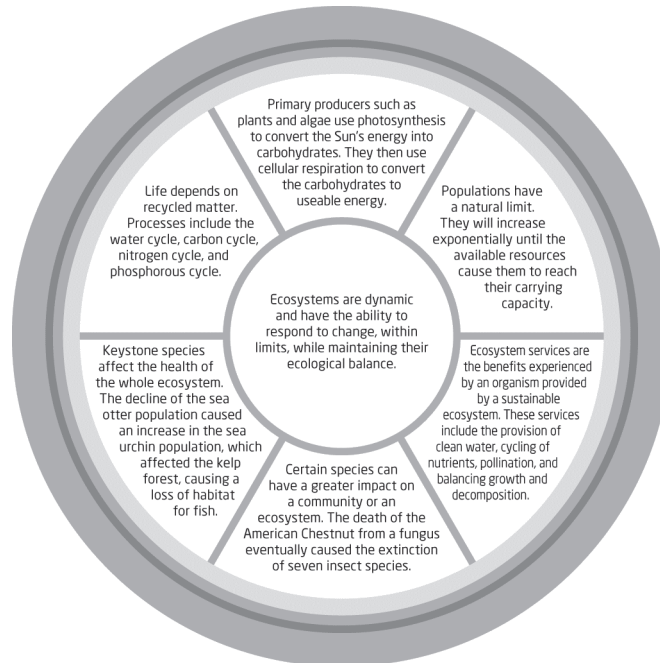 Primary producers such as
plants and algae use photosynthesis
to convert the Sun's energy into
carbohydrates. They then use
cellular respiration to convert
the carbohydrates to
useable energy.
Populations have
a natural limit.
They will increase
exponentially until the
available resources
cause them to reach
their carrying
capacity.
Ecosystem services are
the benefits experienced
by an organism provided
by a sustainable
ecosystem. These services
include the provision of
clean water, cycling of
nutrients, pollination, and
balancing growth and
decomposition.
Certain species can
have a greater impact on
a community or an
ecosystem. The death of the
American Chestnut from a fungus
eventually caused the extinction
of seven insect species.
Keystone species
affect the health of
the whole ecosystem.
The decline of the sea
otter population caused
an increase in the sea
urchin population, which
affected the kelp
forest, causing a
loss of habitat
for fish.
Life depends on
recycled matter.
Processes include the
water cycle, carbon cycle,
nitrogen cycle, and
phosphorous cycle.
Ecosystems are dynamic
and have the ability to
respond to change, within
limits, while maintaining their
ecological balance.